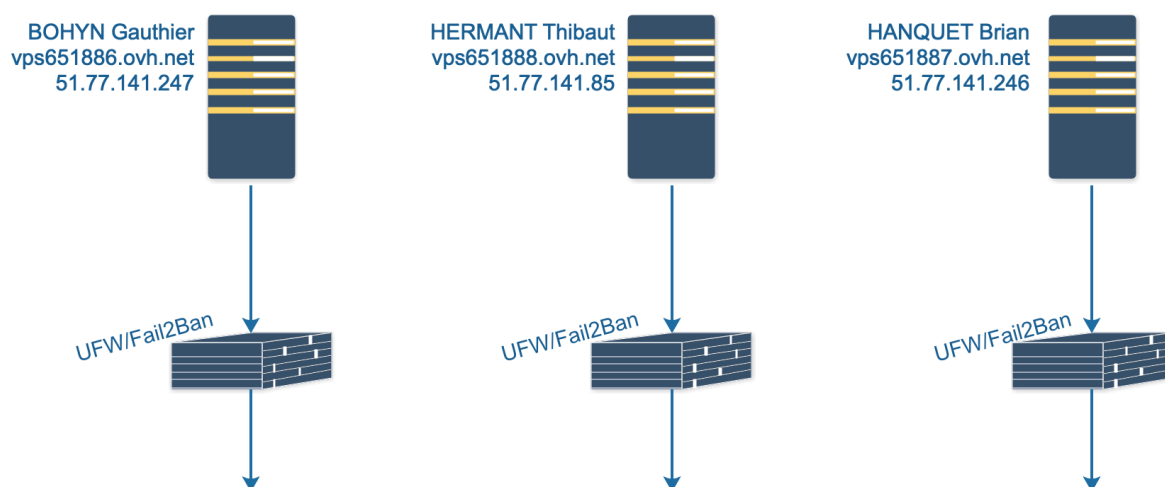 BOHYN Gauthier
vps651886.ovh.net
51.77.141.247
HERMANT Thibaut
vps651888.ovh.net
51.77.141.85
HANQUET Brian
vps651887.ovh.net
51.77.141.246
UFW/Fail2Ban
UFW/Fail2Ban
UFW/Fail2Ban